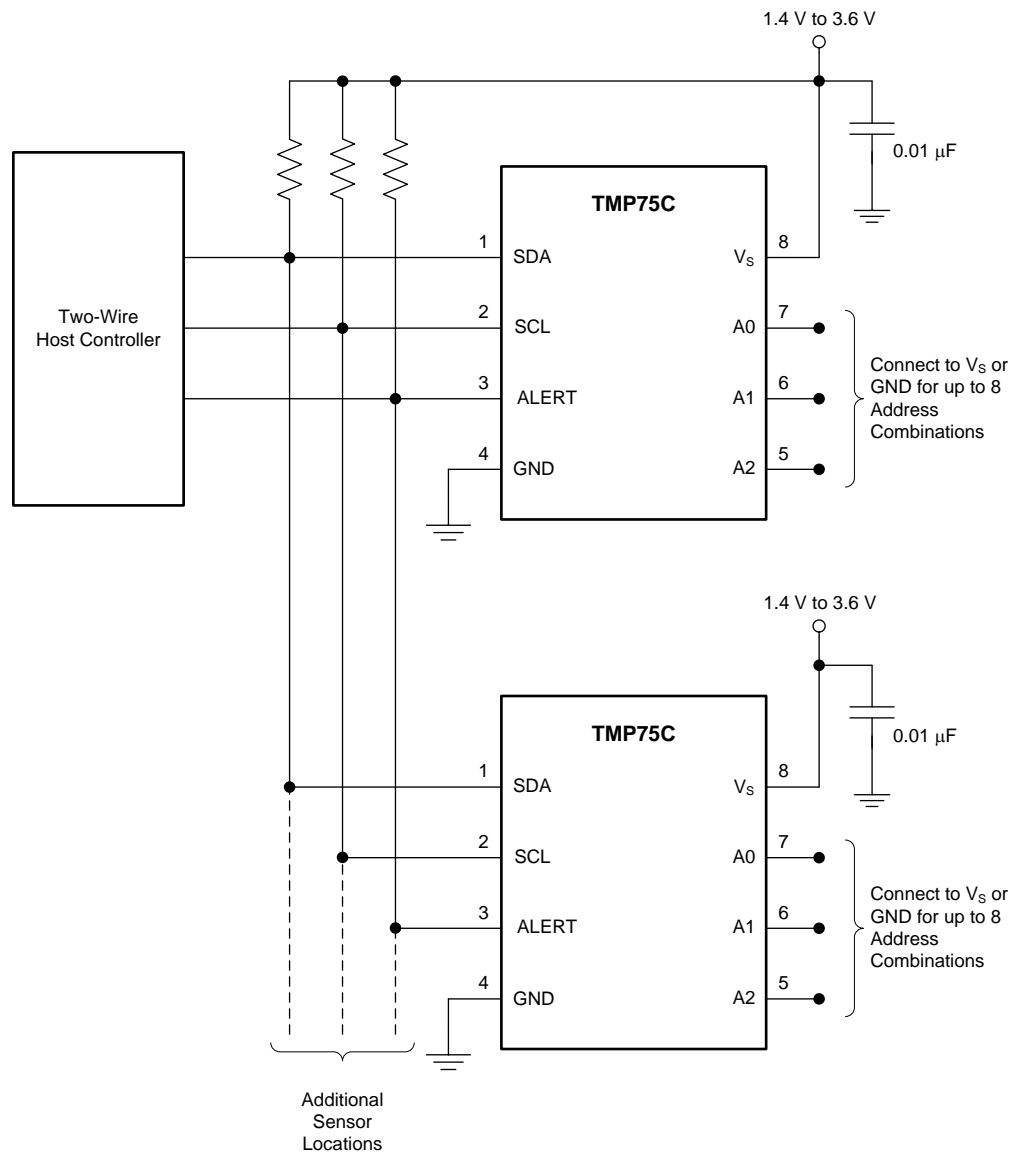 1.4 V to 3.6 V
0.01 μF
TMP75C
Two-Wire
Host Controller
1
SDA
VS
8
2
SCL
A0
7
3
ALERT
A1
6
4
GND
A2
5
Connect to VS or
GND for up to 8
Address
Combinations
1.4 V to 3.6 V
0.01 μF
TMP75C
1
SDA
VS
8
2
SCL
A0
7
3
ALERT
A1
6
4
GND
A2
5
Connect to VS or
GND for up to 8
Address
Combinations
Additional
Sensor
Locations